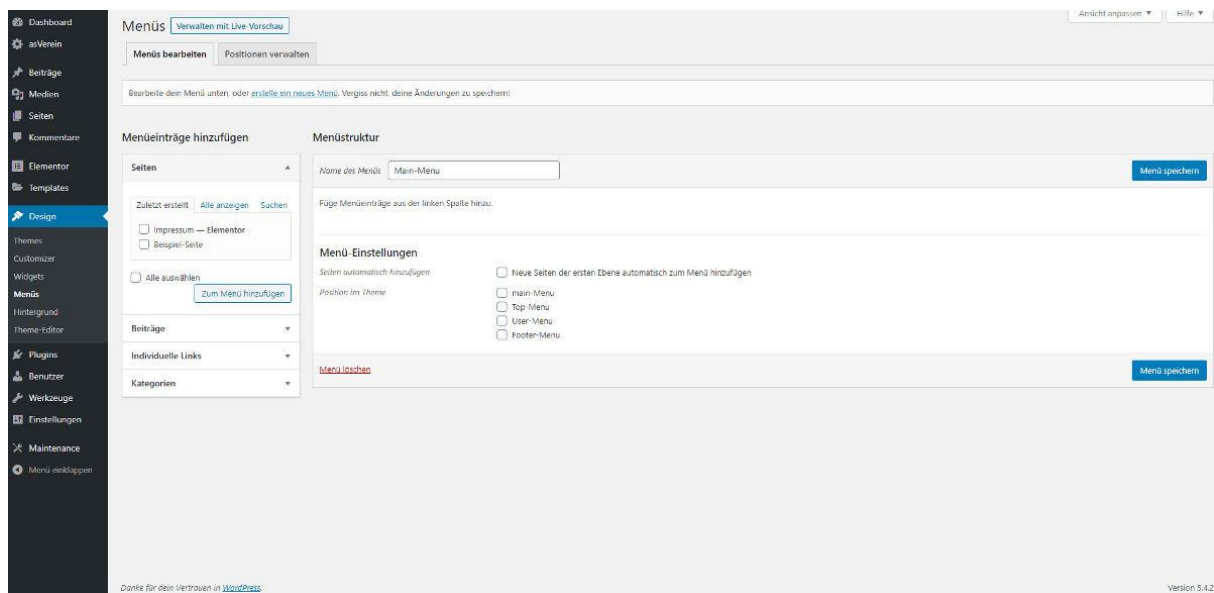 Dashboard
asVerein
Beiträge
Medien
Seiten
Kommentare
Elementor
Templates
Design
Themes
Customizer
Widgets
Menüs
Hintergrund
Theme-Editor
Plugins
Benutzer
Werkzeuge
Einstellungen
Maintenance
Menü einklappen
Ansicht anpassen ▼ Hilfe ▼
Menüs Verwalten mit Live-Vorschau
Menüs bearbeiten Positionen verwalten
Bearbeite dein Menü unten, oder erstelle ein neues Menü. Vergiss nicht, deine Änderungen zu speichern!
Menüeinträge hinzufügen
Seiten
Zuletzt erstellt Alle anzeigen Suchen
Impressum — Elementor
Beispiel-Seite
Alle auswählen
Zum Menü hinzufügen
Beiträge
Individuelle Links
Kategorien
Menüstruktur
Name des Menüs Main-Menu Menü speichern
Füge Menüeinträge aus der linken Spalte hinzu.
Menü-Einstellungen
Seiten automatisch hinzufügen Neue Seiten der ersten Ebene automatisch zum Menü hinzufügen
Position im Theme main-Menu
Top-Menu
User-Menu
Footer-Menu
Menü löschen Menü speichern
Danke für dein Vertrauen in WordPress. Version 5.4.2